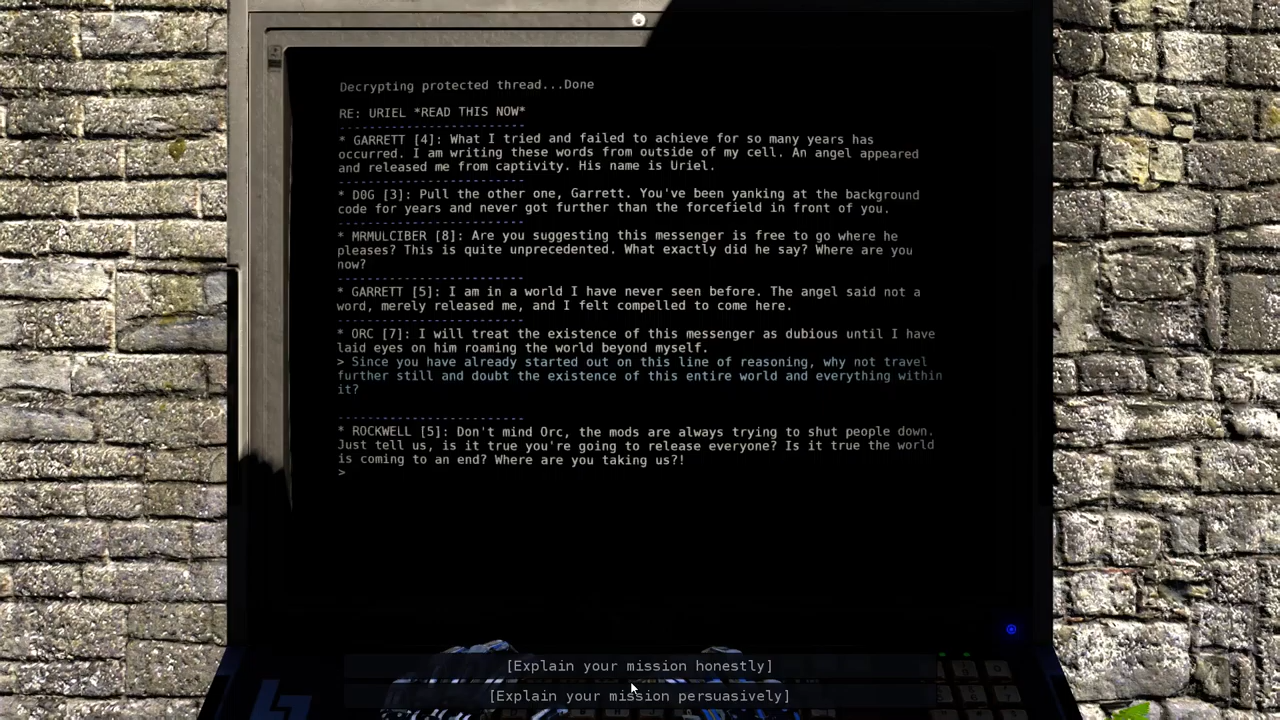 Decrypting protected thread...Done
RE: URIEL *READ THIS NOW*
------------------------
* GARRETT [4]: What I tried and failed to achieve for so many years has
occurred. I am writing these words from outside of my cell. An angel appeared
and released me from captivity. His name is Uriel.
------------------------
* DOG [3]: Pull the other one, Garrett. You've been yanking at the background
code for years and never got further than the forcefield in front of you.
------------------------
* MRMULCIBER [8]: Are you suggesting this messenger is free to go where he
pleases? This is quite unprecedented. What exactly did he say? Where are you
now?
------------------------
* GARRETT [5]: I am in a world I have never seen before. The angel said not a
word, merely released me, and I felt compelled to come here.
------------------------
* ORC [7]: I will treat the existence of this messenger as dubious until I have
laid eyes on him roaming the world beyond myself.
> Since you have already started out on this line of reasoning, why not travel
further still and doubt the existence of this entire world and everything within
it?
------------------------
* ROCKWELL [5]: Don't mind Orc, the mods are always trying to shut people down.
Just tell us, is it true you're going to release everyone? Is it true the world
is coming to an end? Where are you taking us?!
>
[Explain your mission honestly]
[Explain your mission persuasively]